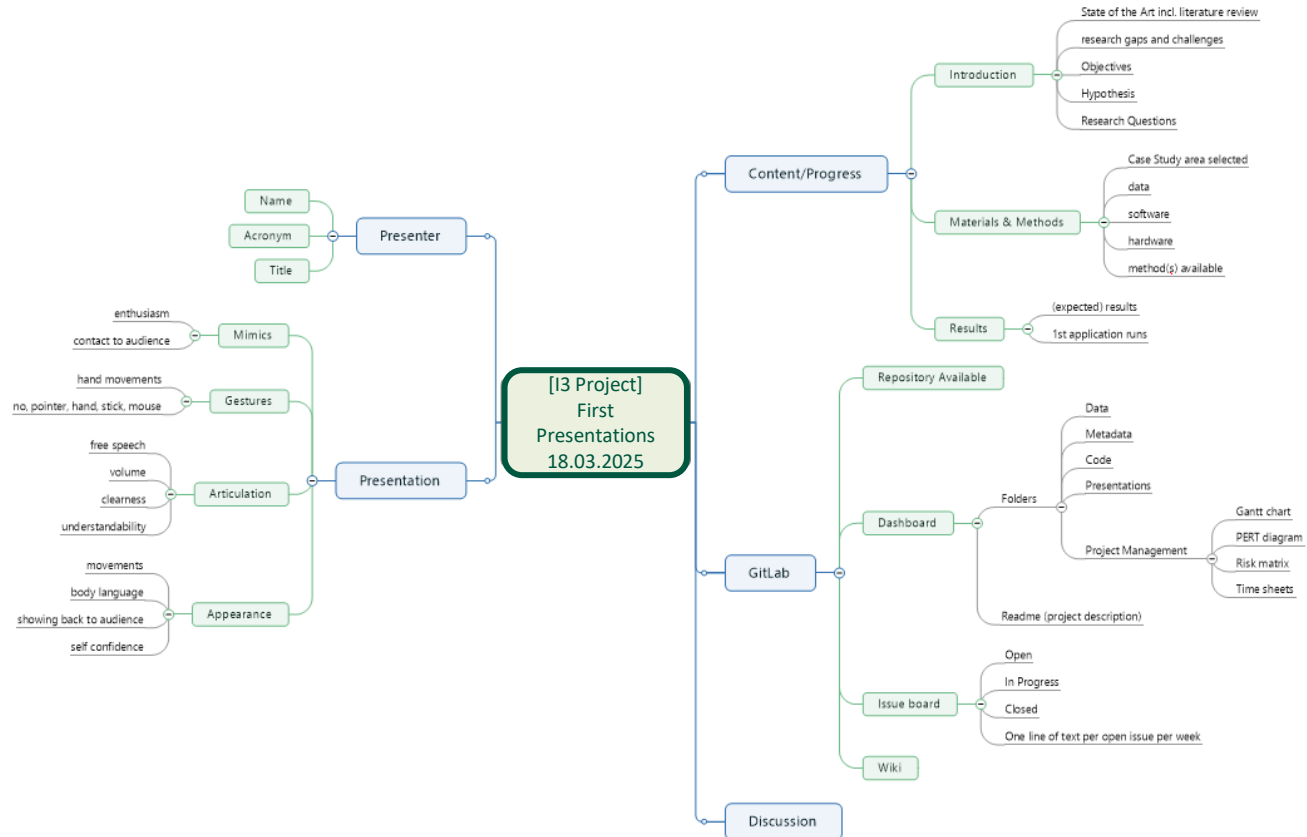 [I3 Project]
First
Presentations
18.03.2025
Presenter
Name
Acronym
Title
Presentation
Mimics
enthusiasm
contact to audience
Gestures
hand movements
no, pointer, hand, stick, mouse
Articulation
free speech
volume
clearness
understandability
Appearance
movements
body language
showing back to audience
self confidence
Content/Progress
Introduction
State of the Art incl. literature review
research gaps and challenges
Objectives
Hypothesis
Research Questions
Materials & Methods
Case Study area selected
data
software
hardware
method(s) available
Results
(expected) results
1st application runs
GitLab
Repository Available
Dashboard
Folders
Data
Metadata
Code
Presentations
Project Management
Gantt chart
PERT diagram
Risk matrix
Time sheets
Readme (project description)
Issue board
Open
In Progress
Closed
One line of text per open issue per week
Wiki
Discussion